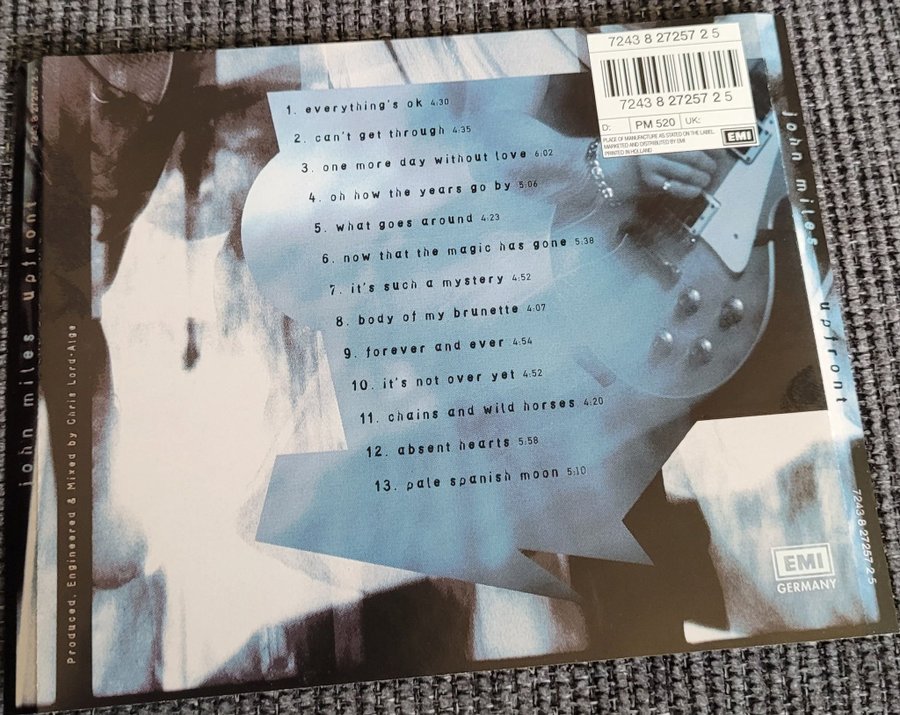 1. everything's ok 4:30
2. can't get through 4:35
3. one more day without love 6:02
4. oh how the years go by 5:06
5. what goes around 4:23
6. now that the magic has gone 5:38
7. it's such a mystery 4:52
8. body of my brunette 4:07
9. forever and ever 4:54
10. it's not over yet 4:52
11. chains and wild horses 4:20
12. absent hearts 5:58
13. pale spanish moon 5:10
7243 8 27257 2 5
7243 8 27257 2 5
D: PM 520 UK:
PLACE OF MANUFACTURE AS STATED ON THE LABEL.
MARKETED AND DISTRIBUTED BY EMI
PRINTED IN HOLLAND
EMI
john miles upfront
john miles upfront
7243 8 27257 2 5
Produced, Engineered & Mixed by Chris Lord-Alge
EMI
GERMANY